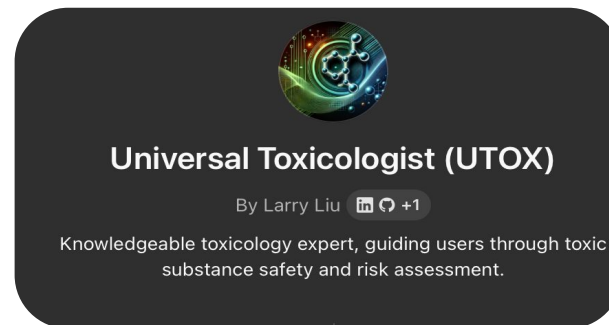 Universal Toxicologist (UTOX)
By Larry Liu in +1
Knowledgeable toxicology expert, guiding users through toxic
substance safety and risk assessment.